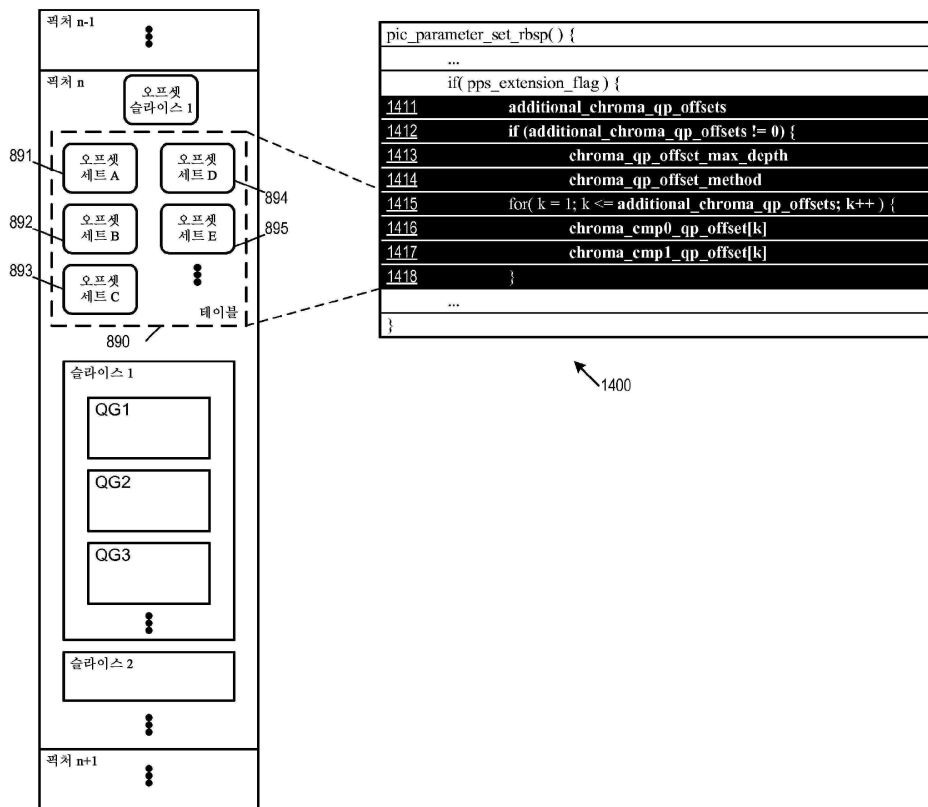 픽처 n-1
픽처 n
오프셋
슬라이스 1
891
오프셋
세트 A
오프셋
세트 D
894
892
오프셋
세트 B
오프셋
세트 E
895
893
오프셋
세트 C
테이블
890
슬라이스 1
QG1
QG2
QG3
슬라이스 2
픽처 n+1
pic_parameter_set_rbsp( ) {
...
if( pps_extension_flag ) {
1411 additional_chroma_qp_offsets
1412 if (additional_chroma_qp_offsets != 0) {
1413 chroma_qp_offset_max_depth
1414 chroma_qp_offset_method
1415 for( k = 1; k <= additional_chroma_qp_offsets; k++ ) {
1416 chroma_cmp0_qp_offset[k]
1417 chroma_cmp1_qp_offset[k]
1418 }
...
}
1400